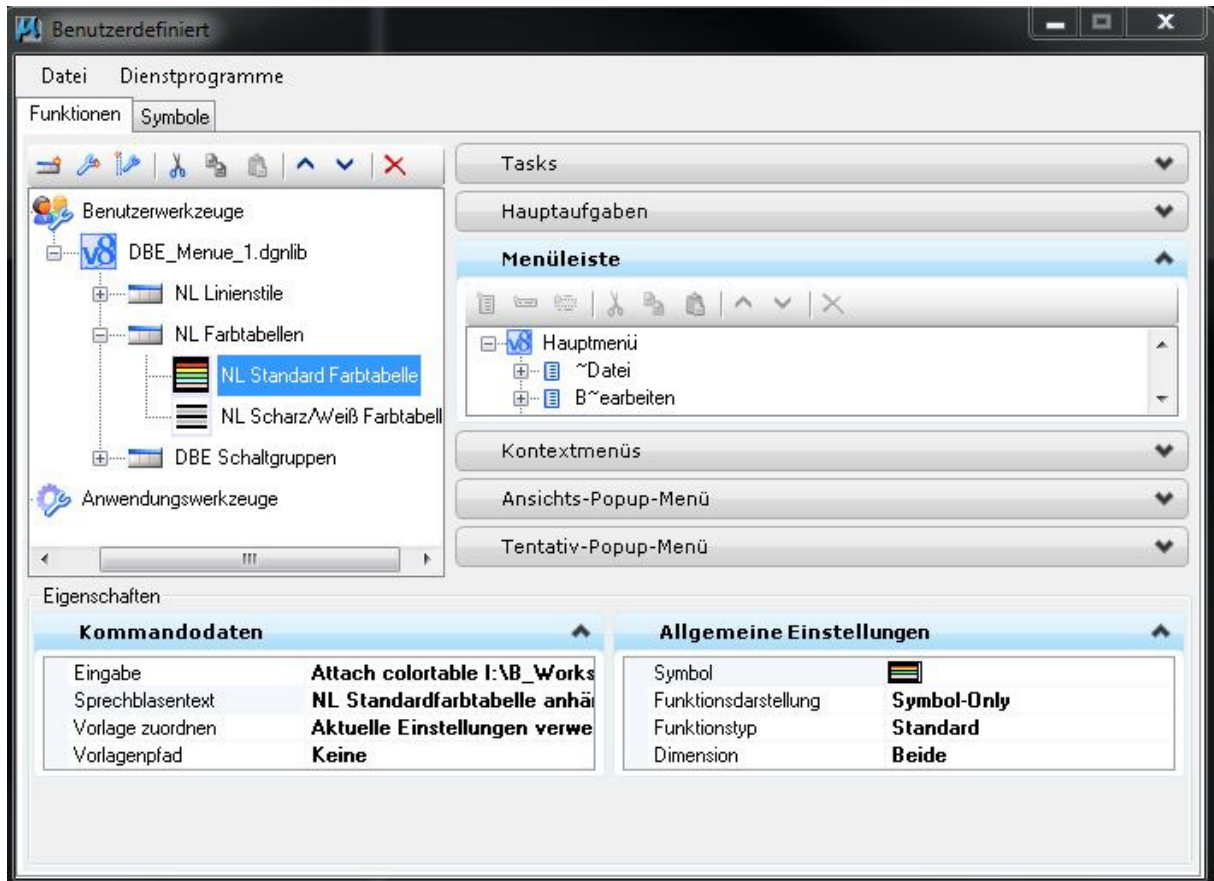 Benutzerdefiniert
Datei Dienstprogramme
Funktionen Symbole
Benutzerwerkzeuge
v8 DBE_Menue_1.dgnlib
NL Linienstile
NL Farbtabellen
NL Standard Farbtabelle
NL Scharz/Weiß Farbtabell
DBE Schaltgruppen
Anwendungswerkzeuge
Tasks
Hauptaufgaben
Menüleiste
v8 Hauptmenü
~Datei
B~earbeiten
Kontextmenüs
Ansichts-Popup-Menü
Tentativ-Popup-Menü
Eigenschaften
Kommandodaten
Eingabe Attach colortable I:\B_Works
Sprechblasentext NL Standardfarbtabelle anhä
Vorlage zuordnen Aktuelle Einstellungen verwe
Vorlagenpfad Keine
Allgemeine Einstellungen
Symbol
Funktionsdarstellung Symbol-Only
Funktionstyp Standard
Dimension Beide